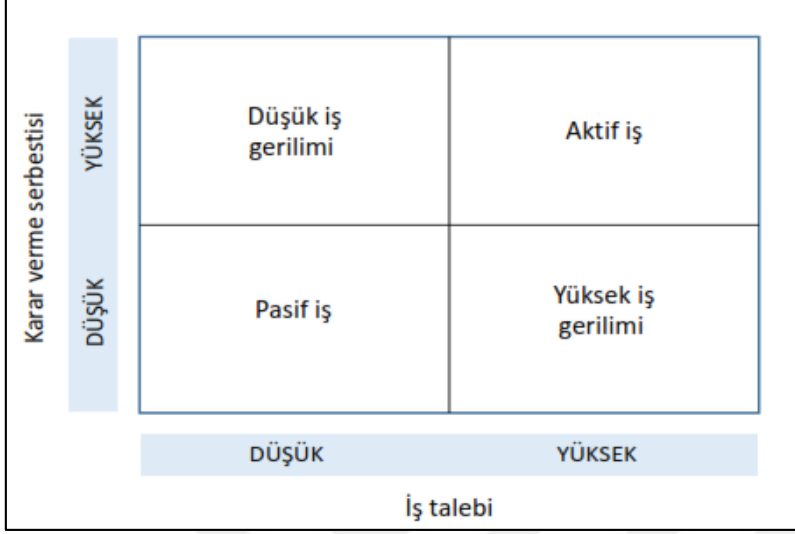 Karar verme serbestisi
YÜKSEK
Düşük iş
gerilimi
Aktif iş
DÜŞÜK
Pasif iş
Yüksek iş
gerilimi
DÜŞÜK
YÜKSEK
İş talebi